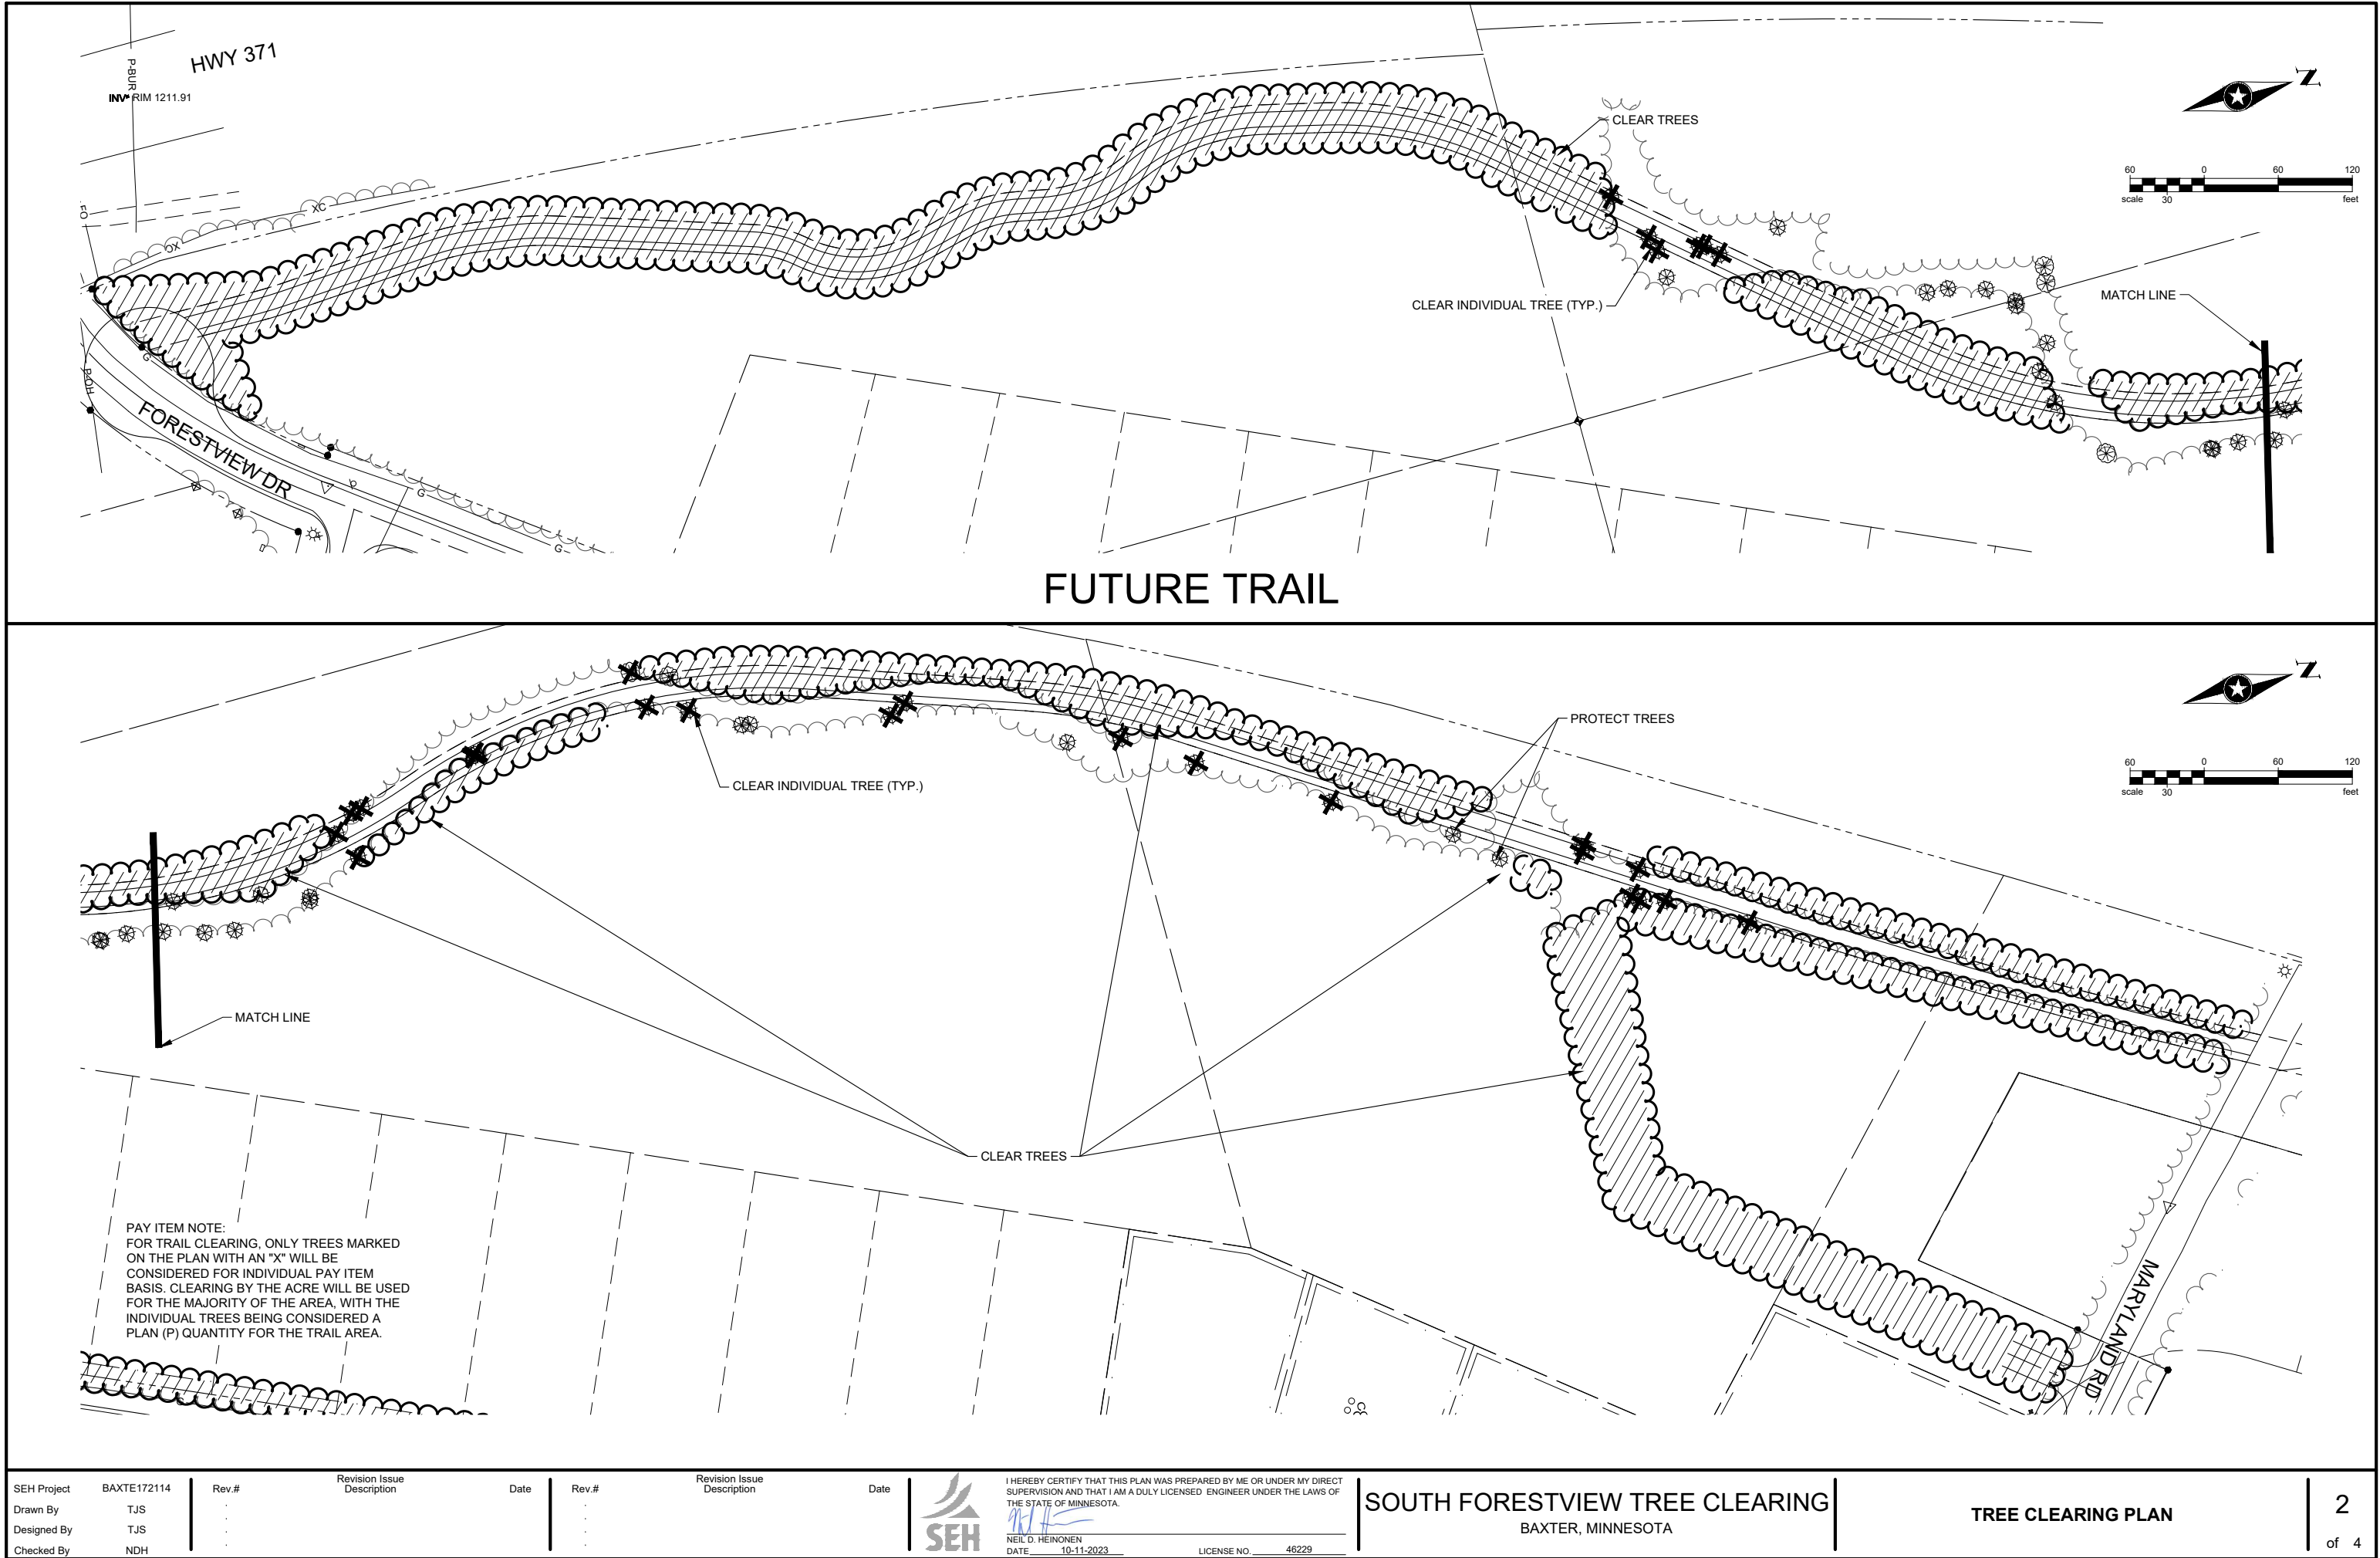 HWY 371
P-BUR
RIM 1211.91
FO
XC
OX
G
P-OH
FORESTVIEW DR
G
G
CLEAR TREES
CLEAR INDIVIDUAL TREE (TYP.)
MATCH LINE
N
60 0 60 120
scale 30 feet
FUTURE TRAIL
N
60 0 60 120
scale 30 feet
PROTECT TREES
CLEAR INDIVIDUAL TREE (TYP.)
MATCH LINE
CLEAR TREES
MARYLAND RD
PAY ITEM NOTE:
FOR TRAIL CLEARING, ONLY TREES MARKED
ON THE PLAN WITH AN "X" WILL BE
CONSIDERED FOR INDIVIDUAL PAY ITEM
BASIS. CLEARING BY THE ACRE WILL BE USED
FOR THE MAJORITY OF THE AREA, WITH THE
INDIVIDUAL TREES BEING CONSIDERED A
PLAN (P) QUANTITY FOR THE TRAIL AREA.
SEH Project BAXTE172114
Drawn By TJS
Designed By TJS
Checked By NDH
Rev.# Revision Issue Description Date
Rev.# Revision Issue Description Date
SEH
I HEREBY CERTIFY THAT THIS PLAN WAS PREPARED BY ME OR UNDER MY DIRECT
SUPERVISION AND THAT I AM A DULY LICENSED ENGINEER UNDER THE LAWS OF
THE STATE OF MINNESOTA.
NEIL D. HEINONEN
DATE 10-11-2023 LICENSE NO. 46229
SOUTH FORESTVIEW TREE CLEARING
BAXTER, MINNESOTA
TREE CLEARING PLAN
2
of 4